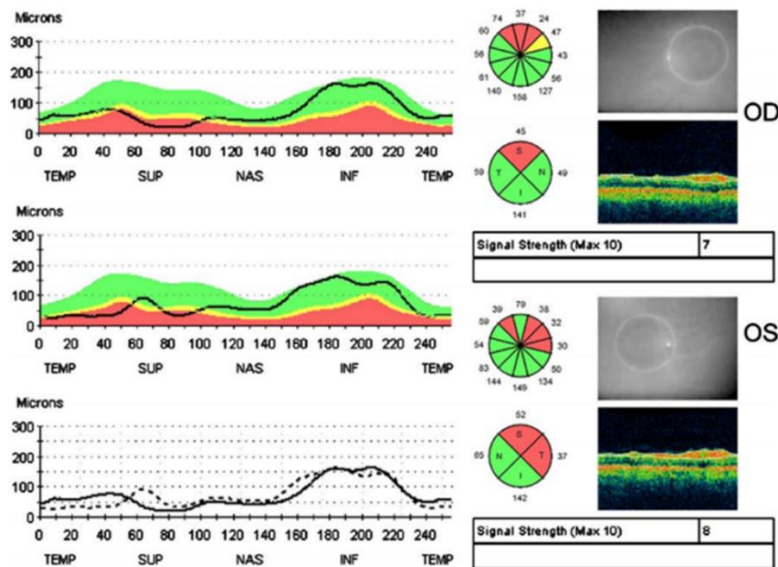 Microns
300
200
100
0
0 20 40 60 80 100 120 140 160 180 200 220 240
TEMP SUP NAS INF TEMP
74 37 24
60 47
56 43
61 56
140 158 127
45
59 T S N 49
I
141
OD
Signal Strength (Max 10) 7
Microns
300
200
100
0
0 20 40 60 80 100 120 140 160 180 200 220 240
TEMP SUP NAS INF TEMP
39 79 38
59 32
54 30
83 50
144 149 134
52
65 N S T 37
I
142
OS
Signal Strength (Max 10) 8
Microns
300
200
100
0
0 20 40 60 80 100 120 140 160 180 200 220 240
TEMP SUP NAS INF TEMP